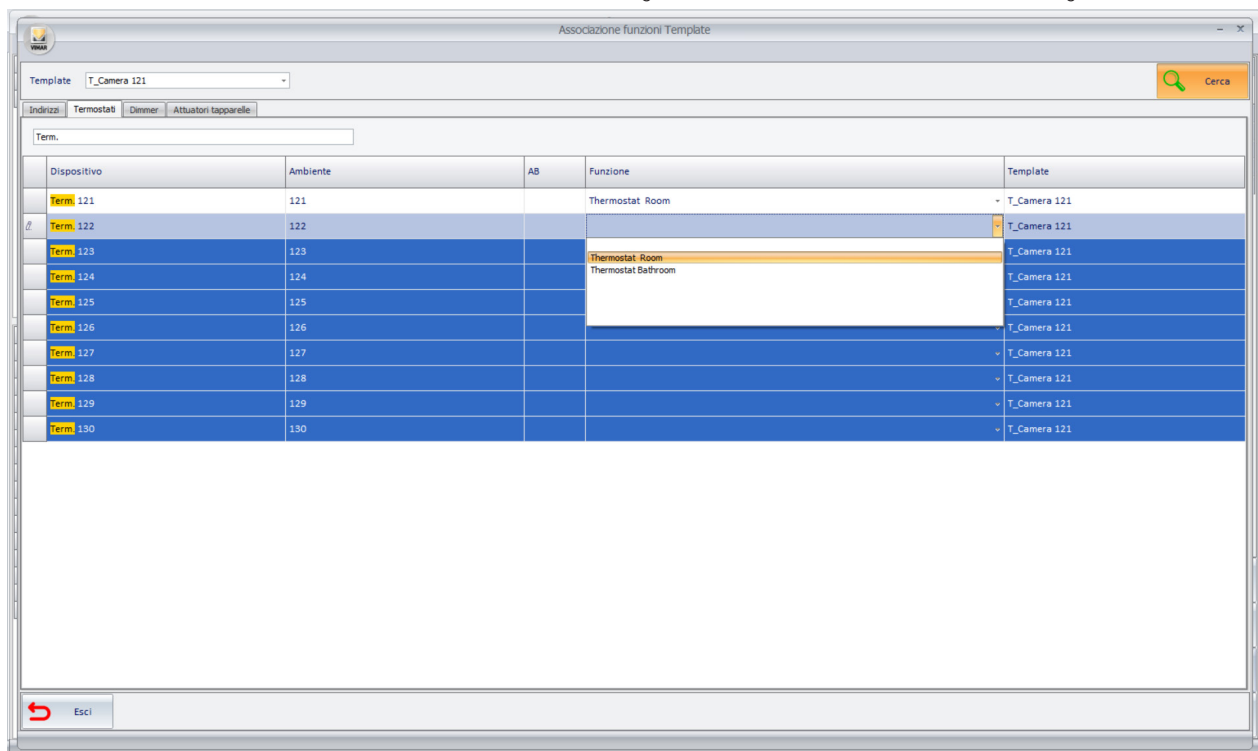 Associazione funzioni Template
VIMAR
Template T_Camera 121 Cerca
Indirizzi Termostati Dimmer Attuatori tapparelle
Term.
Dispositivo Ambiente AB Funzione Template
Term. 121 121 Thermostat Room T_Camera 121
Term. 122 122 T_Camera 121
Term. 123 123 Thermostat Room T_Camera 121
Thermostat Bathroom
Term. 124 124 T_Camera 121
Term. 125 125 T_Camera 121
Term. 126 126 T_Camera 121
Term. 127 127 T_Camera 121
Term. 128 128 T_Camera 121
Term. 129 129 T_Camera 121
Term. 130 130 T_Camera 121
Esci